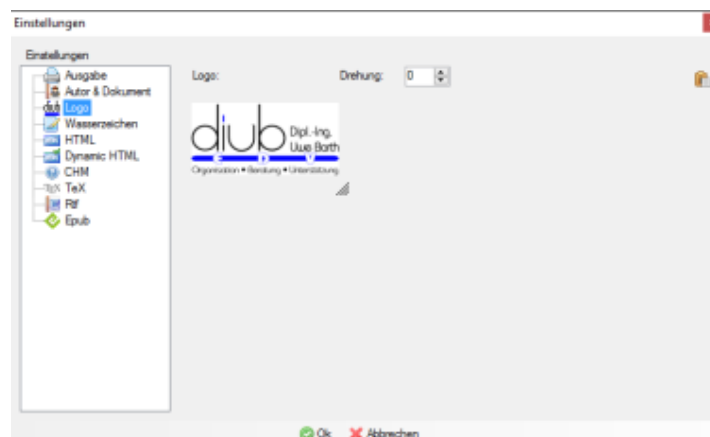 Einstellungen
Einstellungen
Ausgabe
Autor & Dokument
Logo
Wasserzeichen
HTML
Dynamic HTML
CHM
TeX
Rtf
Epub
Logo:
Drehung: 0
diub Dipl.-Ing.
Uwe Barth
E D V
Organisation • Beratung • Unterstützung
Ok Abbrechen